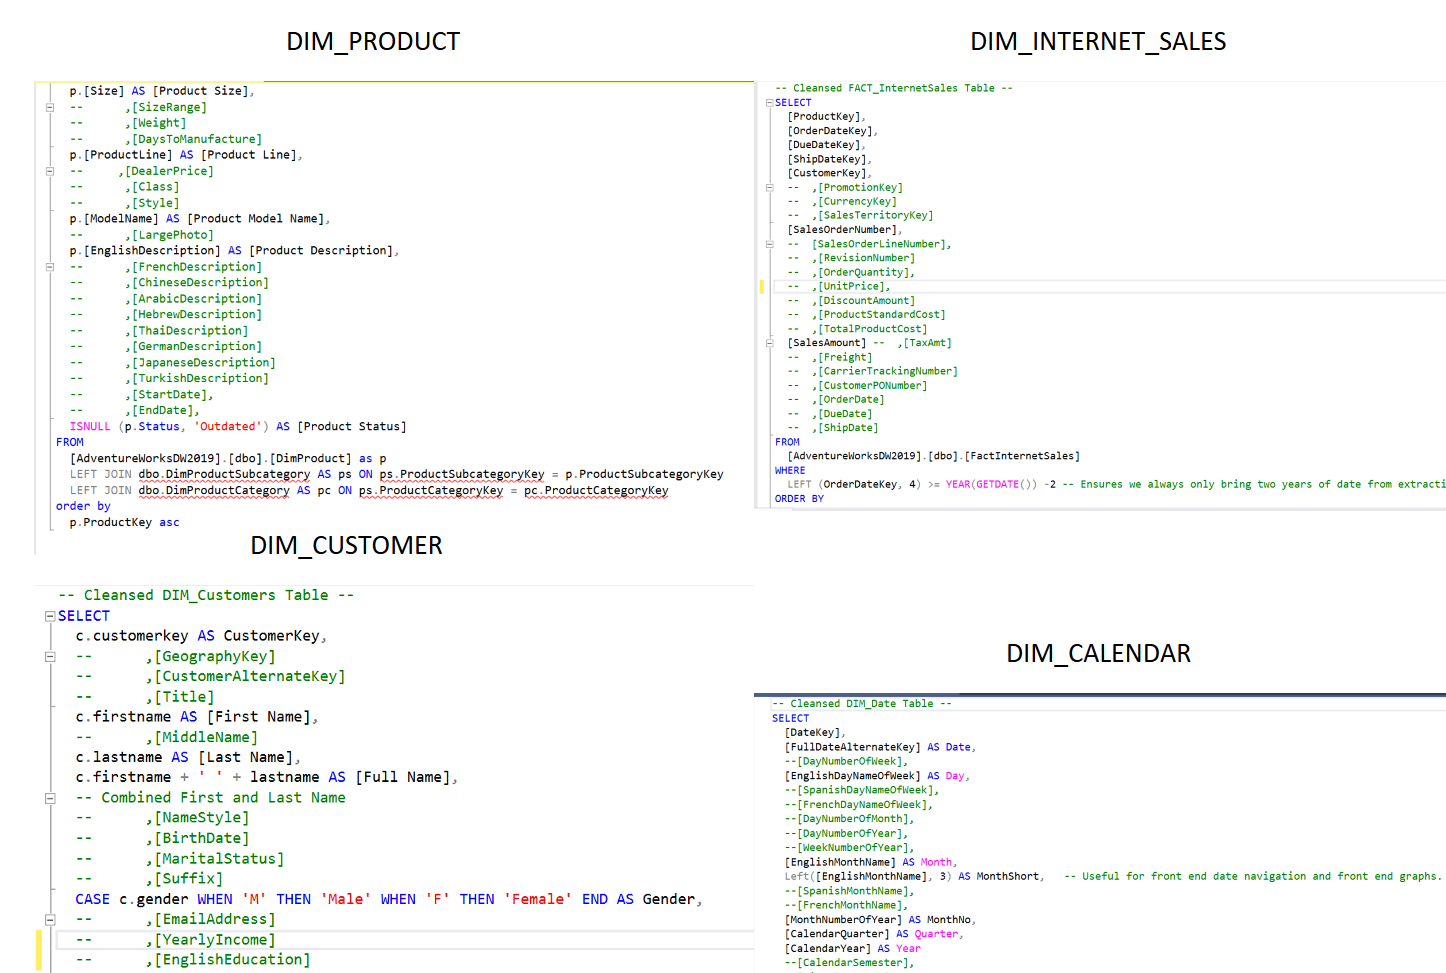 DIM_PRODUCT
p.[Size] AS [Product Size],
-- ,[SizeRange]
-- ,[Weight]
-- ,[DaysToManufacture]
p.[ProductLine] AS [Product Line],
-- ,[DealerPrice]
-- ,[Class]
-- ,[Style]
p.[ModelName] AS [Product Model Name],
-- ,[LargePhoto]
p.[EnglishDescription] AS [Product Description],
-- ,[FrenchDescription]
-- ,[ChineseDescription]
-- ,[ArabicDescription]
-- ,[HebrewDescription]
-- ,[ThaiDescription]
-- ,[GermanDescription]
-- ,[JapaneseDescription]
-- ,[TurkishDescription]
-- ,[StartDate],
-- ,[EndDate],
ISNULL (p.Status, 'Outdated') AS [Product Status]
FROM
[AdventureWorksDW2019].[dbo].[DimProduct] as p
LEFT JOIN dbo.DimProductSubcategory AS ps ON ps.ProductSubcategoryKey = p.ProductSubcategoryKey
LEFT JOIN dbo.DimProductCategory AS pc ON ps.ProductCategoryKey = pc.ProductCategoryKey
order by
p.ProductKey asc
DIM_INTERNET_SALES
-- Cleansed FACT_InternetSales Table --
SELECT
[ProductKey],
[OrderDateKey],
[DueDateKey],
[ShipDateKey],
[CustomerKey],
-- ,[PromotionKey]
-- ,[CurrencyKey]
-- ,[SalesTerritoryKey]
[SalesOrderNumber],
-- [SalesOrderLineNumber],
-- ,[RevisionNumber]
-- ,[OrderQuantity],
-- ,[UnitPrice],
-- ,[DiscountAmount]
-- ,[ProductStandardCost]
-- ,[TotalProductCost]
[SalesAmount] -- ,[TaxAmt]
-- ,[Freight]
-- ,[CarrierTrackingNumber]
-- ,[CustomerPONumber]
-- ,[OrderDate]
-- ,[DueDate]
-- ,[ShipDate]
FROM
[AdventureWorksDW2019].[dbo].[FactInternetSales]
WHERE
LEFT (OrderDateKey, 4) >= YEAR(GETDATE()) -2 -- Ensures we always only bring two years of date from extracti
ORDER BY
DIM_CUSTOMER
-- Cleansed DIM_Customers Table --
SELECT
c.customerkey AS CustomerKey,
-- ,[GeographyKey]
-- ,[CustomerAlternateKey]
-- ,[Title]
c.firstname AS [First Name],
-- ,[MiddleName]
c.lastname AS [Last Name],
c.firstname + ' ' + lastname AS [Full Name],
-- Combined First and Last Name
-- ,[NameStyle]
-- ,[BirthDate]
-- ,[MaritalStatus]
-- ,[Suffix]
CASE c.gender WHEN 'M' THEN 'Male' WHEN 'F' THEN 'Female' END AS Gender,
-- ,[EmailAddress]
-- ,[YearlyIncome]
-- ,[EnglishEducation]
DIM_CALENDAR
-- Cleansed DIM_Date Table --
SELECT
[DateKey],
[FullDateAlternateKey] AS Date,
--[DayNumberOfWeek],
[EnglishDayNameOfWeek] AS Day,
--[SpanishDayNameOfWeek],
--[FrenchDayNameOfWeek],
--[DayNumberOfMonth],
--[DayNumberOfYear],
--[WeekNumberOfYear],
[EnglishMonthName] AS Month,
Left([EnglishMonthName], 3) AS MonthShort, -- Useful for front end date navigation and front end graphs.
--[SpanishMonthName],
--[FrenchMonthName],
[MonthNumberOfYear] AS MonthNo,
[CalendarQuarter] AS Quarter,
[CalendarYear] AS Year
--[CalendarSemester],